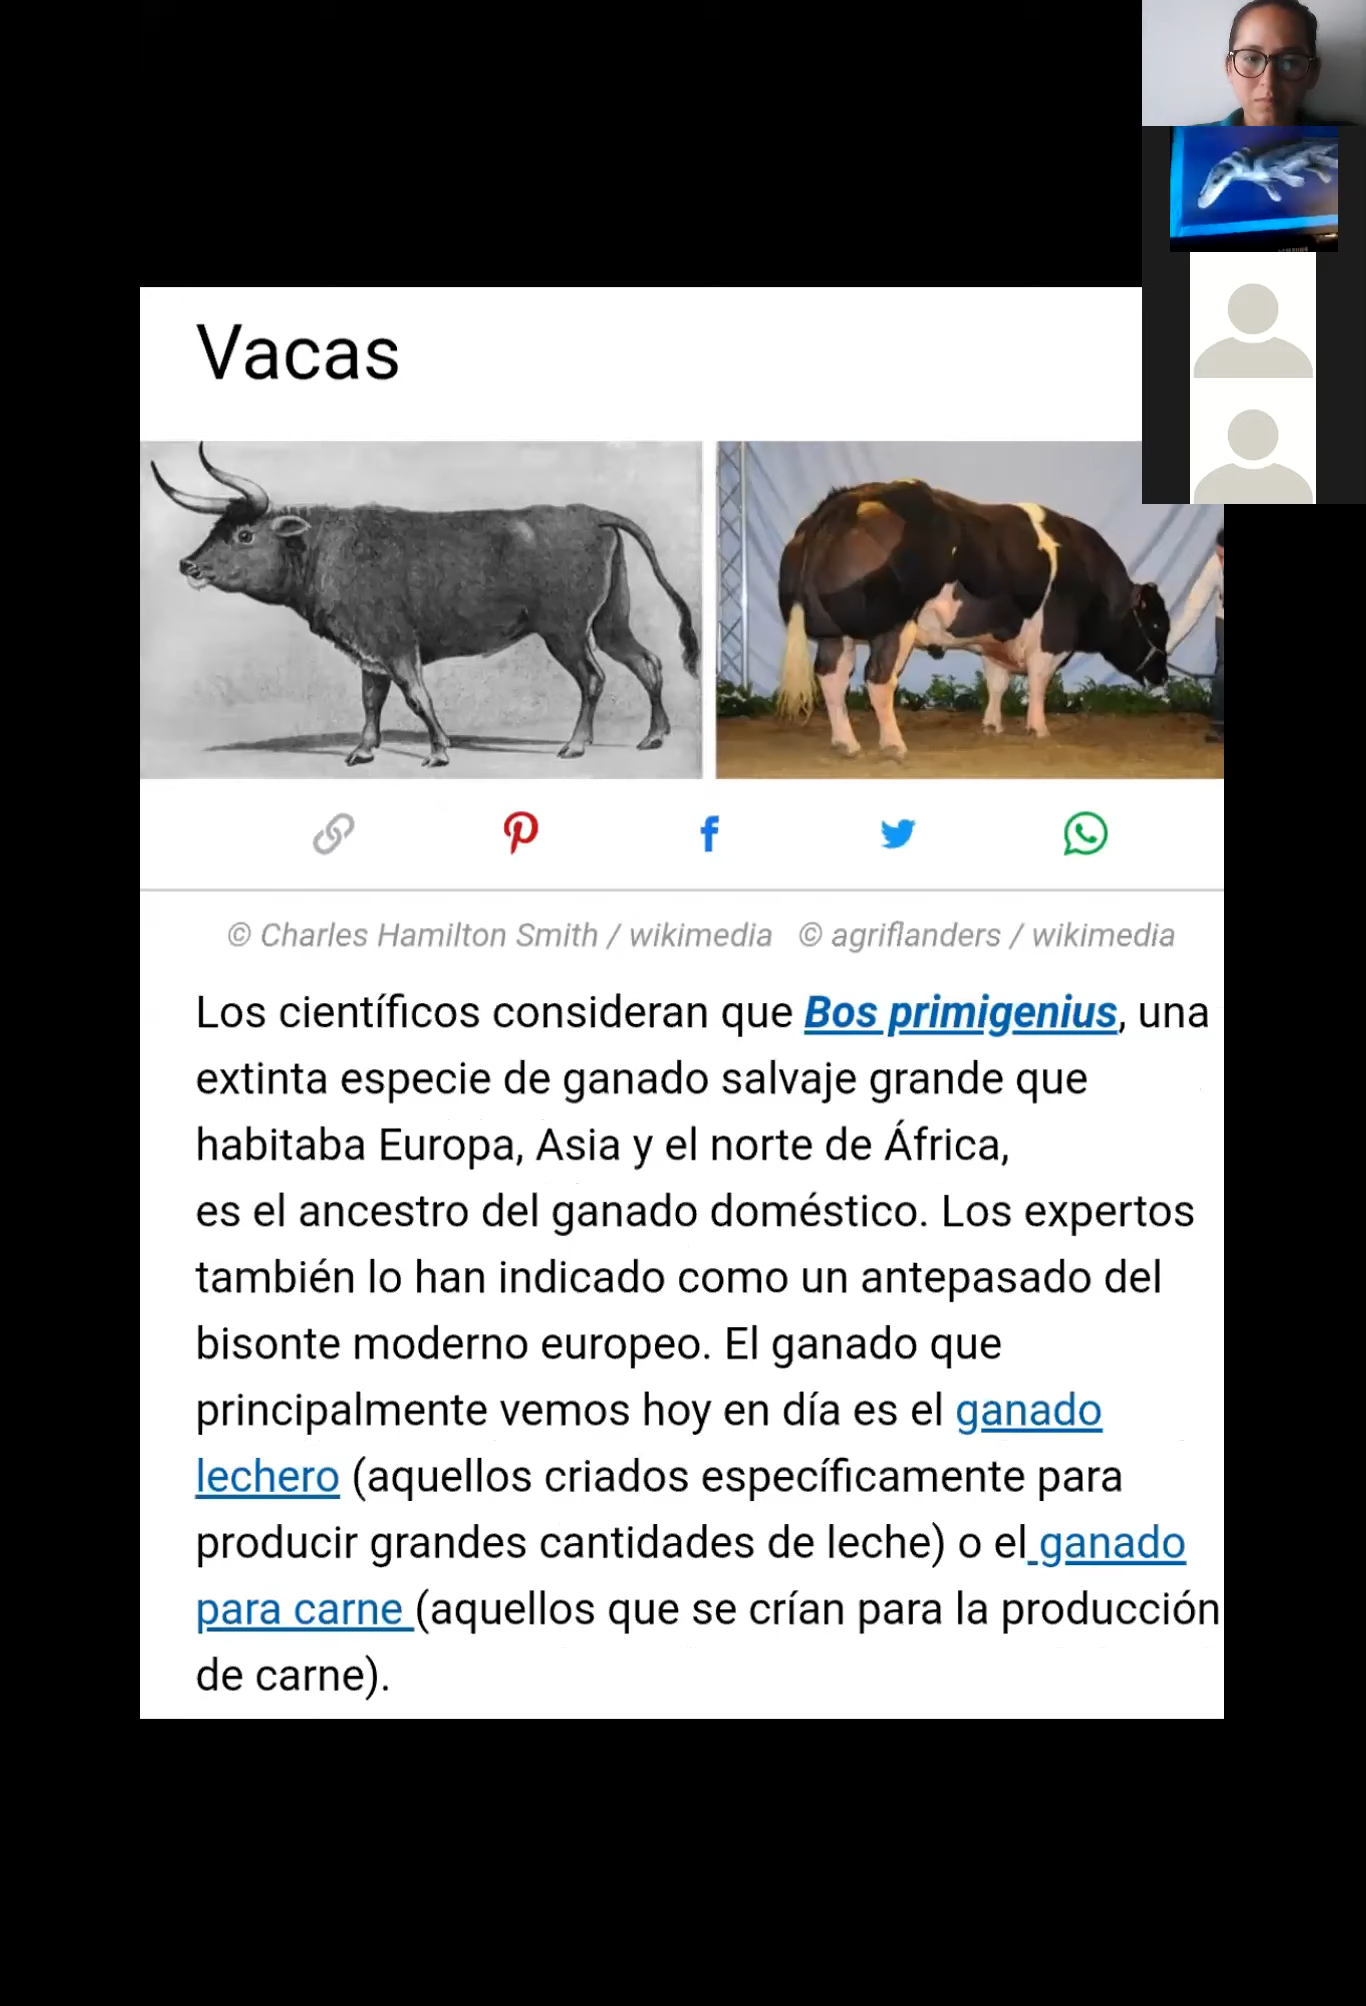 Vacas
© Charles Hamilton Smith / wikimedia © agriflanders / wikimedia
Los científicos consideran que Bos primigenius, una
extinta especie de ganado salvaje grande que
habitaba Europa, Asia y el norte de África,
es el ancestro del ganado doméstico. Los expertos
también lo han indicado como un antepasado del
bisonte moderno europeo. El ganado que
principalmente vemos hoy en día es el ganado
lechero (aquellos criados específicamente para
producir grandes cantidades de leche) o el ganado
para carne (aquellos que se crían para la producción
de carne).